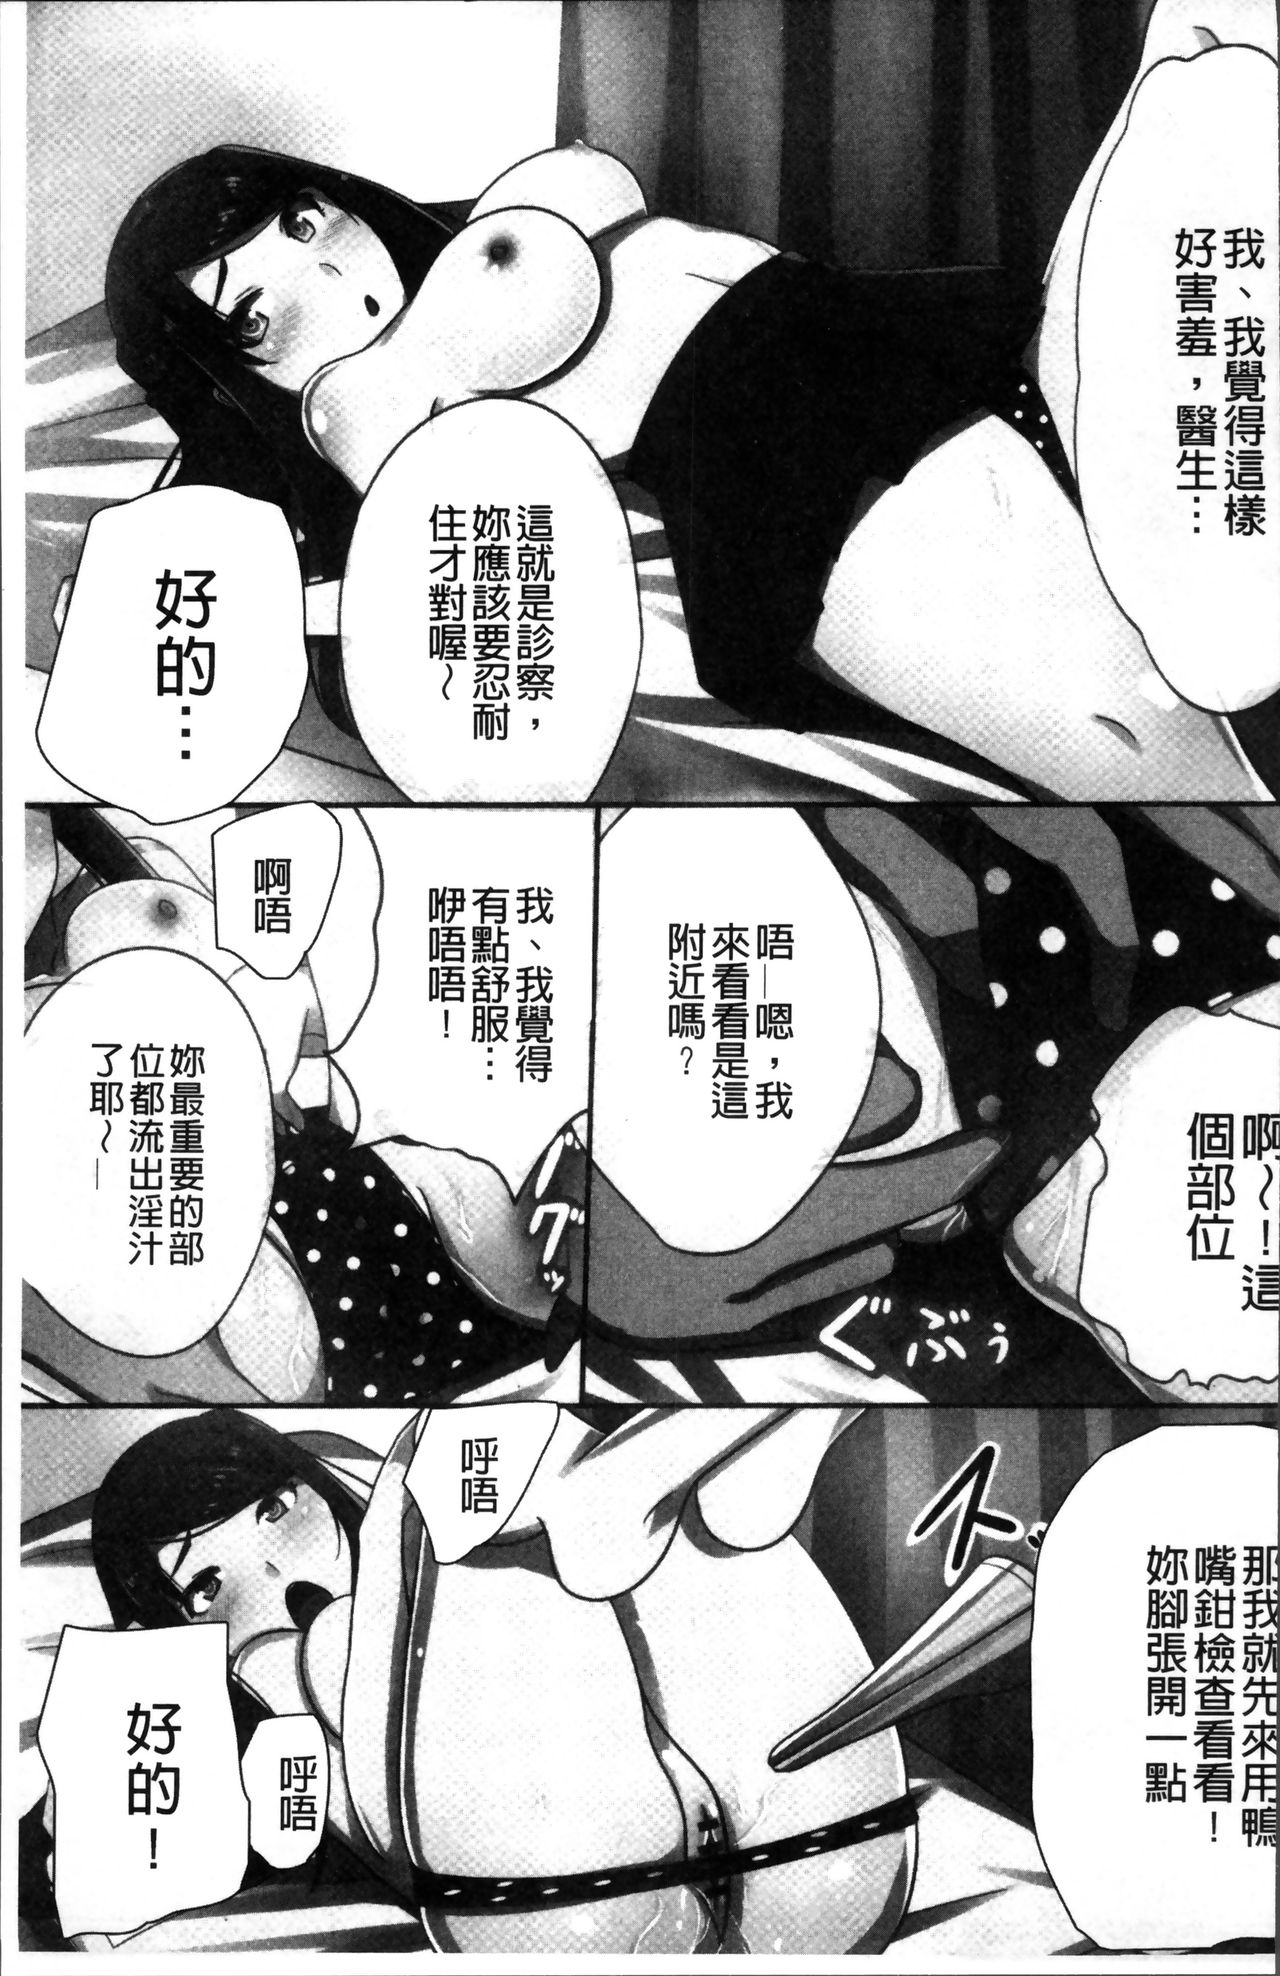 我、我覺得這樣
好害羞，醫生…
這就是診察，
妳應該要忍耐
住才對喔～
好的…
啊～！這
個部位
唔—嗯，我
來看看是這
附近嗎？
ぐぶぅ
我、我覺得
有點舒服…
咿唔唔！
啊唔
グッ
妳最重要的部
位都流出淫汁
了耶～—
那我就先來用鴨
嘴鉗檢查看看！
妳腳張開一點
ズッ
呼唔
呼唔
好的！